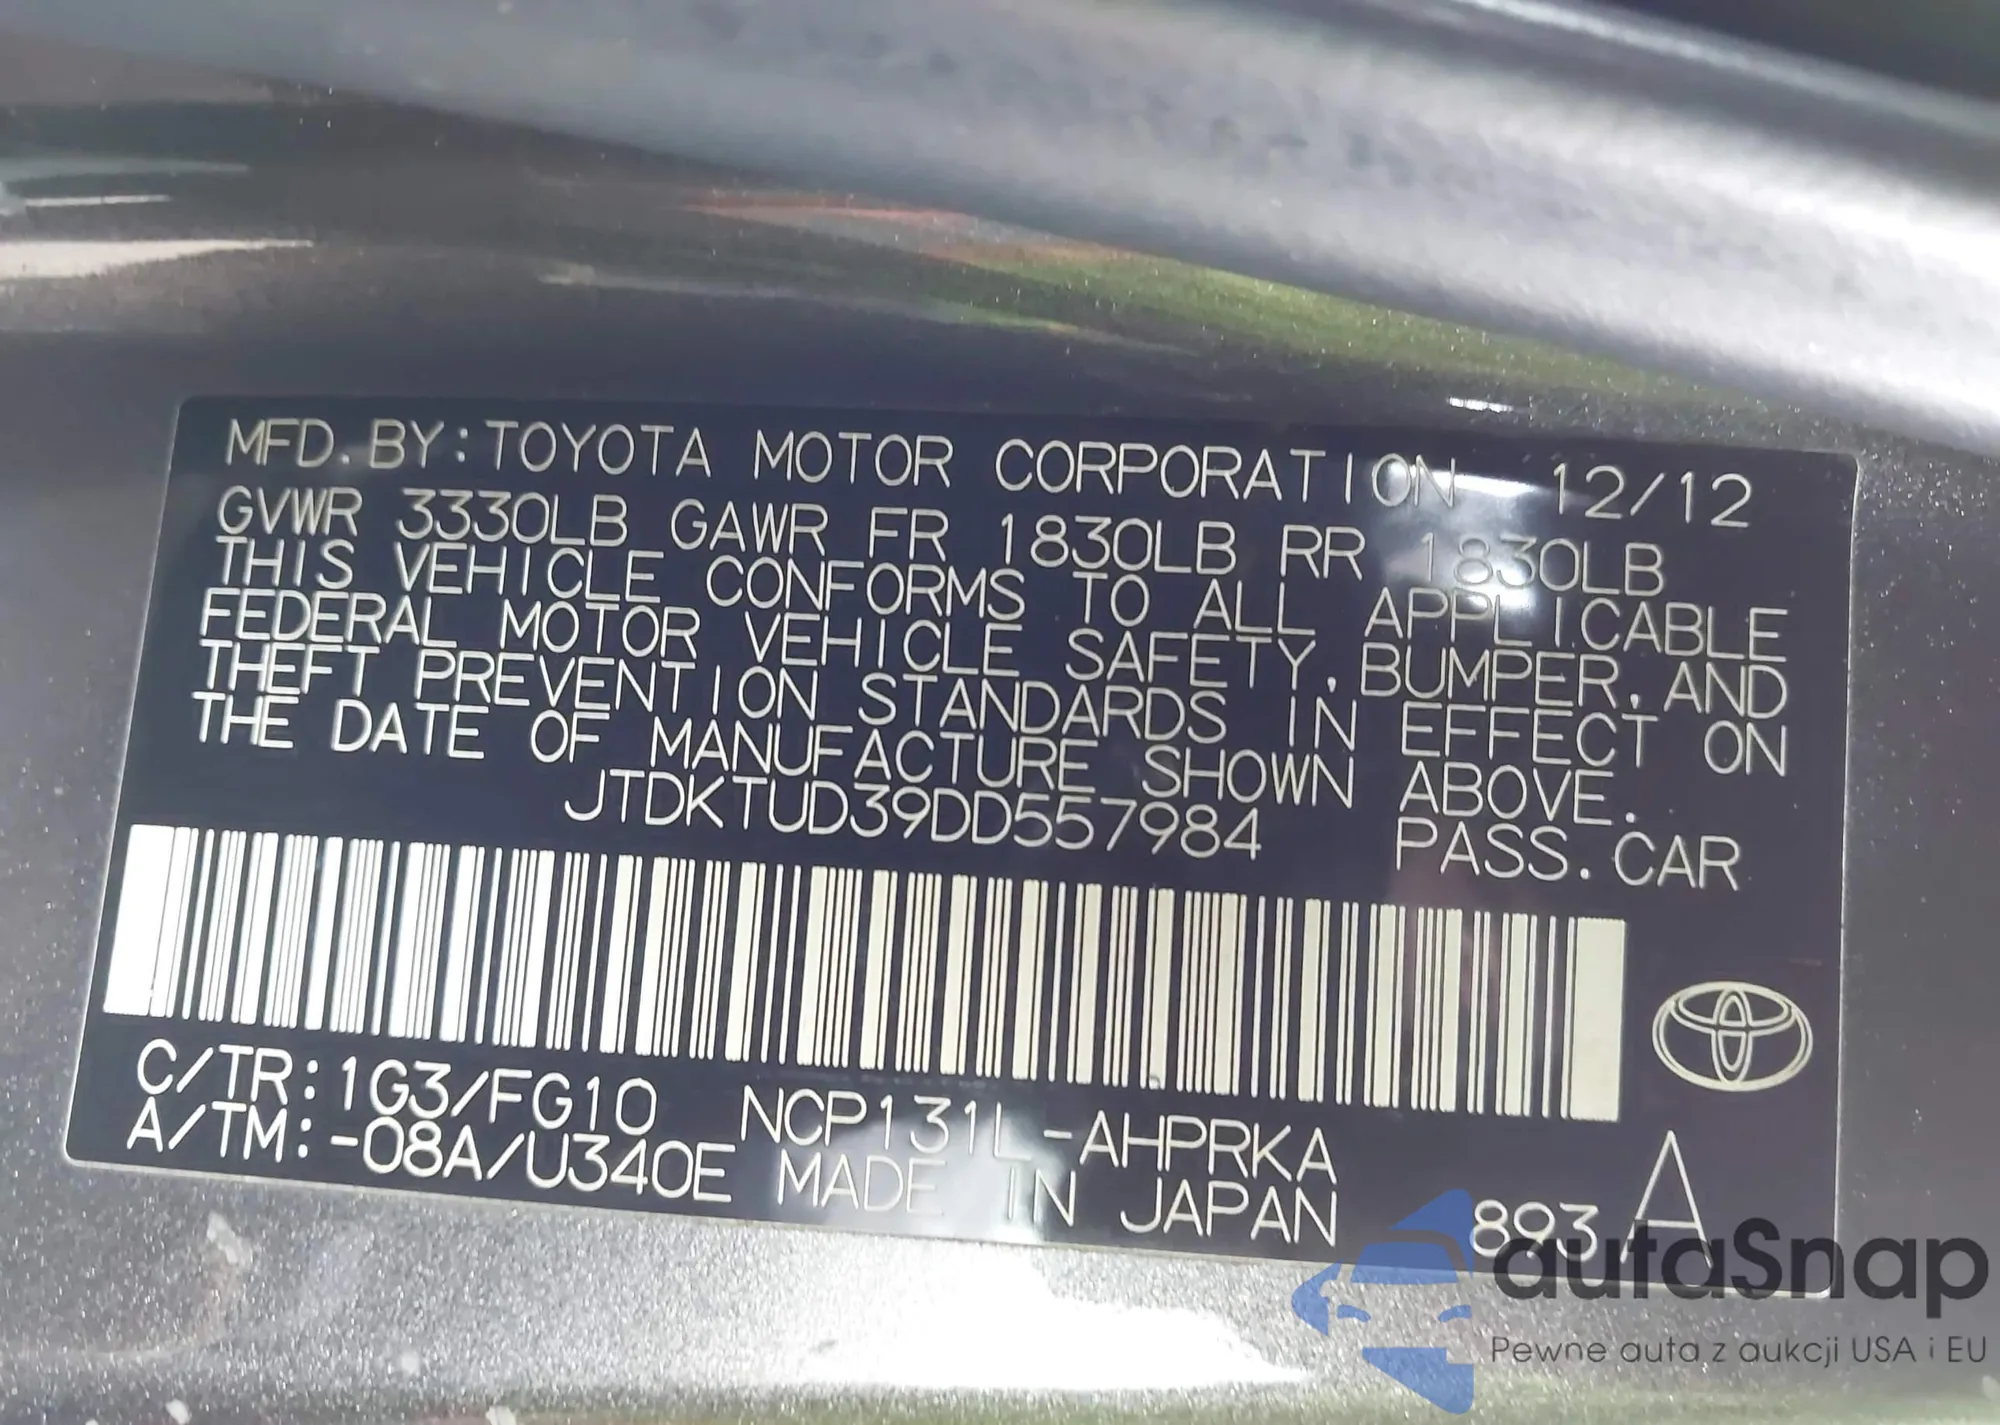 MFD. BY: TOYOTA MOTOR CORPORATION 12/12
GVWR 3330LB GAWR FR 1830LB RR 1830LB
THIS VEHICLE CONFORMS TO ALL APPLICABLE
FEDERAL MOTOR VEHICLE SAFETY, BUMPER, AND
THEFT PREVENTION STANDARDS IN EFFECT ON
THE DATE OF MANUFACTURE SHOWN ABOVE.
JTDKTUD39DD557984 PASS. CAR
C/TR: 1G3/FG10 NCP131L-AHPRKA
A/TM: -08A/U340E MADE IN JAPAN 893 A
autaSnap
Pewne auta z aukcji USA i EU